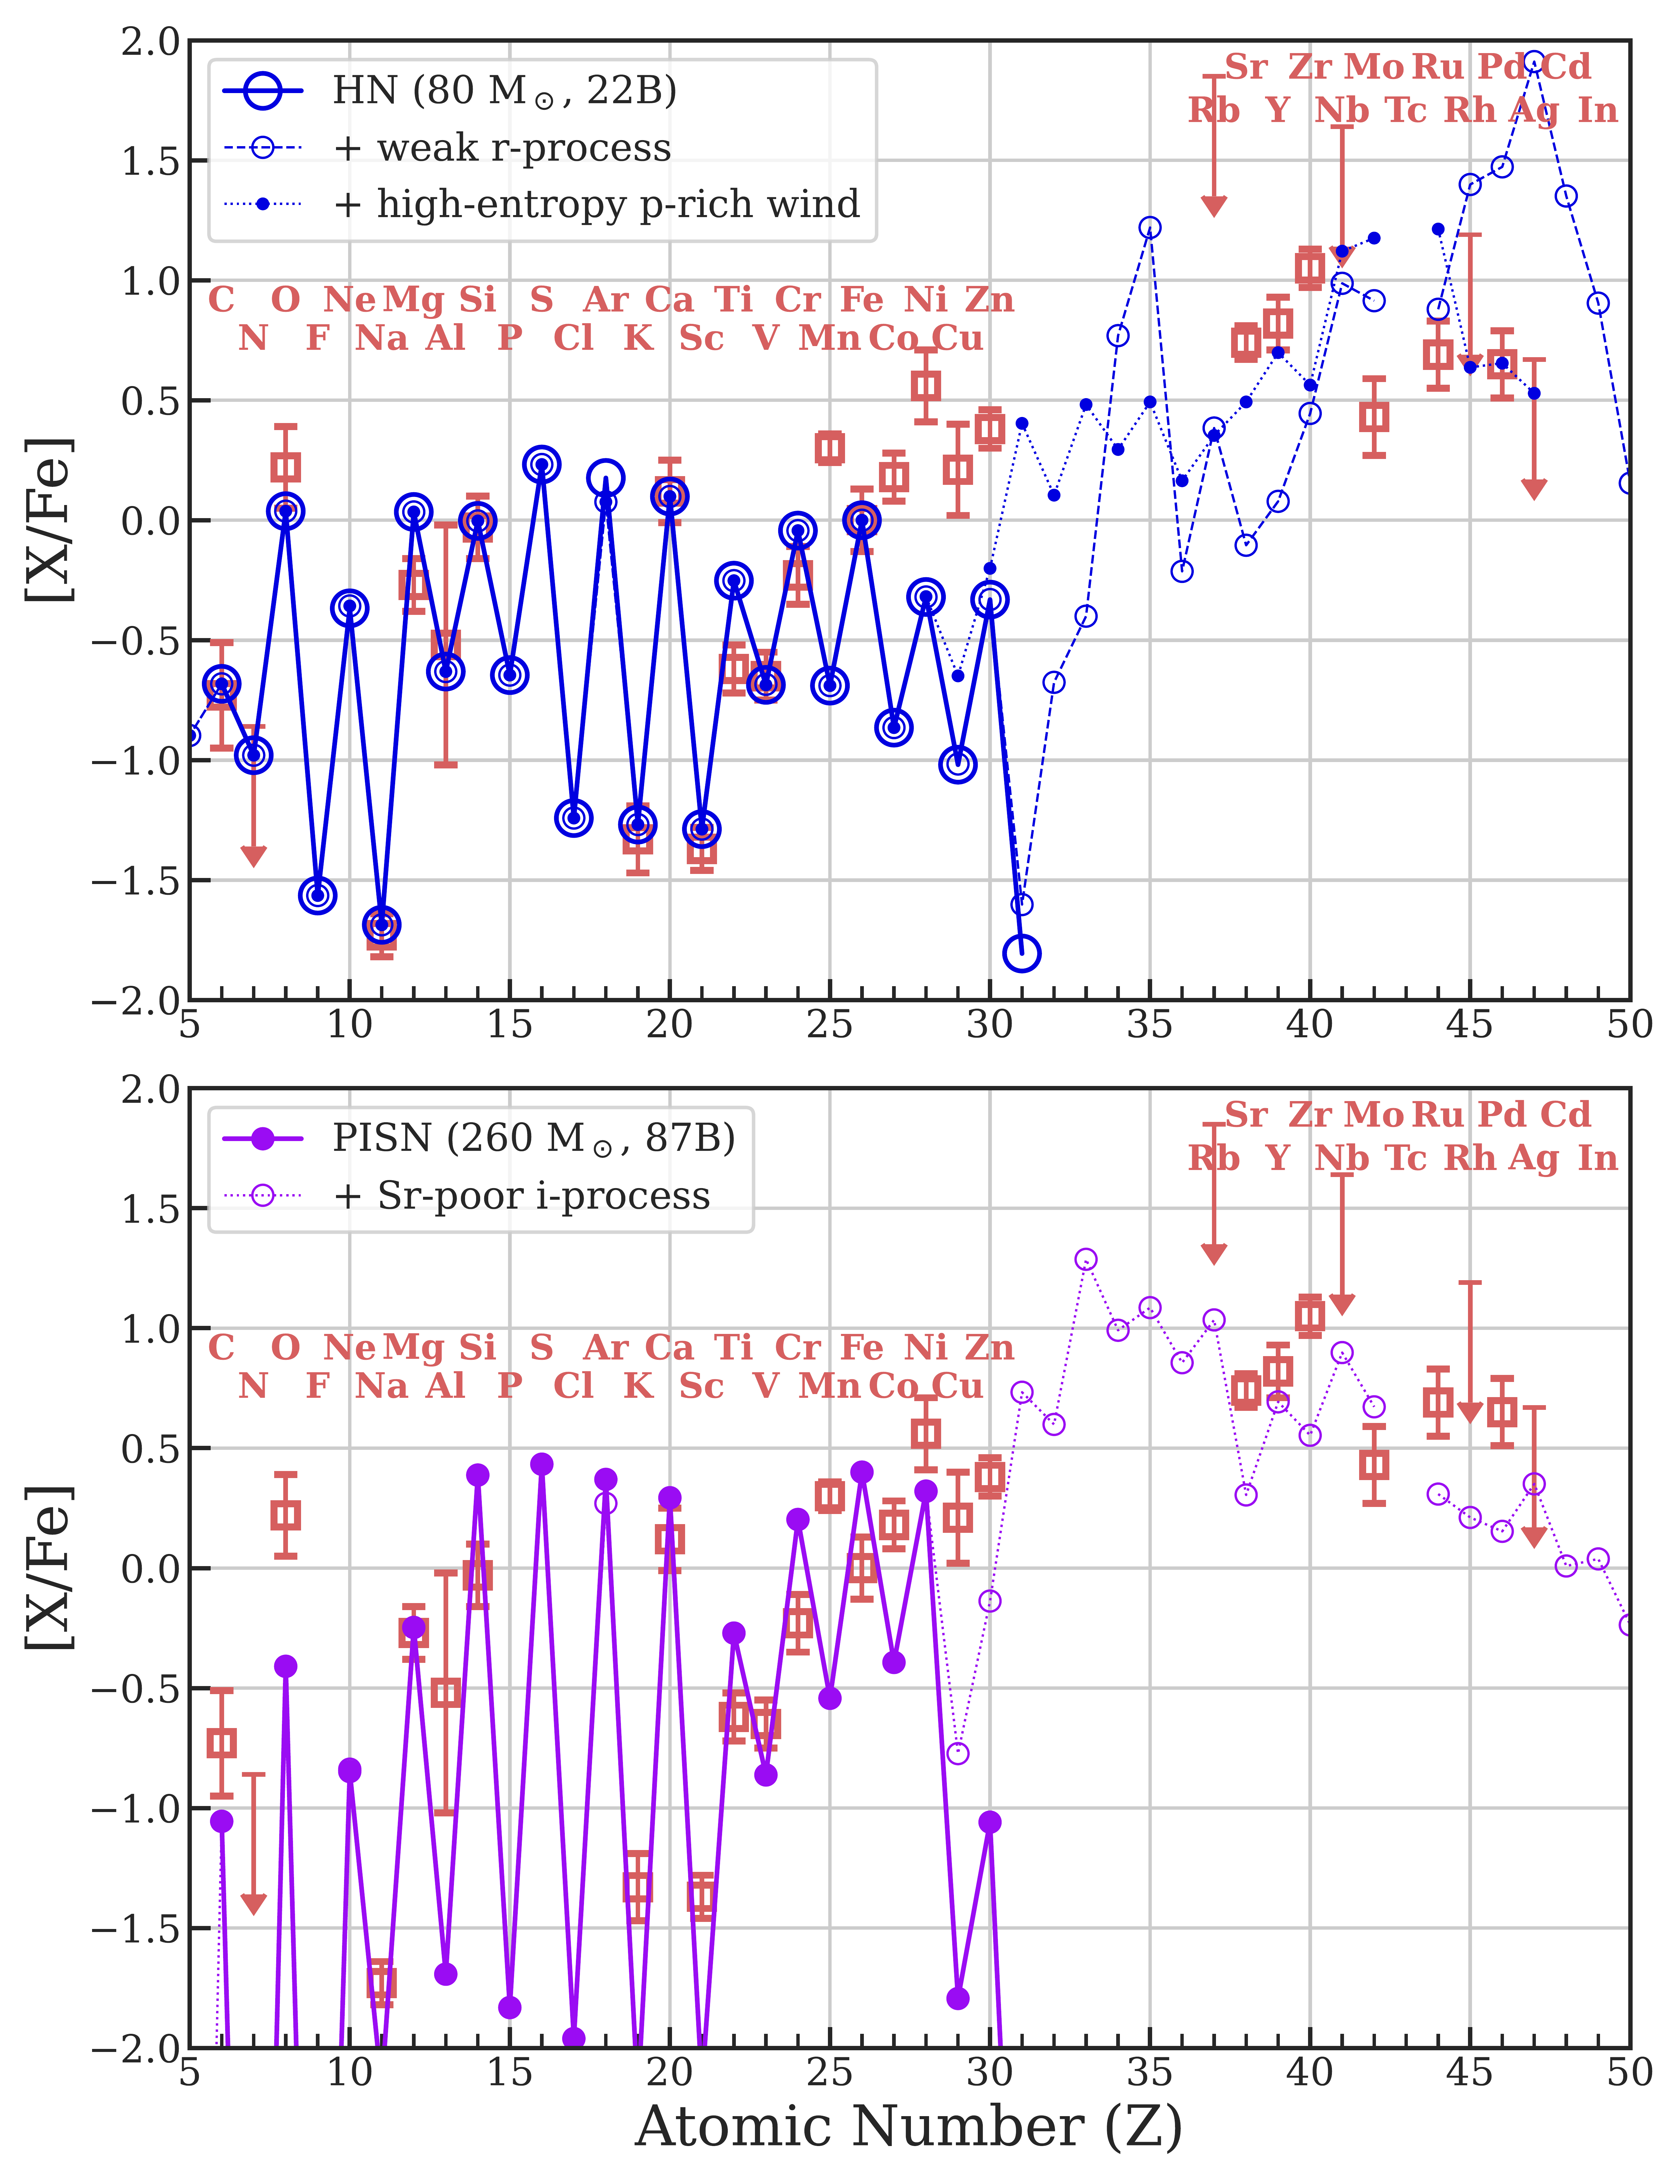 HN (80 M⊙, 22B)
+ weak r-process
+ high-entropy p-rich wind
Sr Zr Mo Ru Pd Cd
Rb Y Nb Tc Rh Ag In
C O Ne Mg Si S Ar Ca Ti Cr Fe Ni Zn
N F Na Al P Cl K Sc V Mn Co Cu
[X/Fe]
2.0
1.5
1.0
0.5
0.0
−0.5
−1.0
−1.5
−2.0
5 10 15 20 25 30 35 40 45 50
PISN (260 M⊙, 87B)
+ Sr-poor i-process
Sr Zr Mo Ru Pd Cd
Rb Y Nb Tc Rh Ag In
C O Ne Mg Si S Ar Ca Ti Cr Fe Ni Zn
N F Na Al P Cl K Sc V Mn Co Cu
[X/Fe]
2.0
1.5
1.0
0.5
0.0
−0.5
−1.0
−1.5
−2.0
5 10 15 20 25 30 35 40 45 50
Atomic Number (Z)